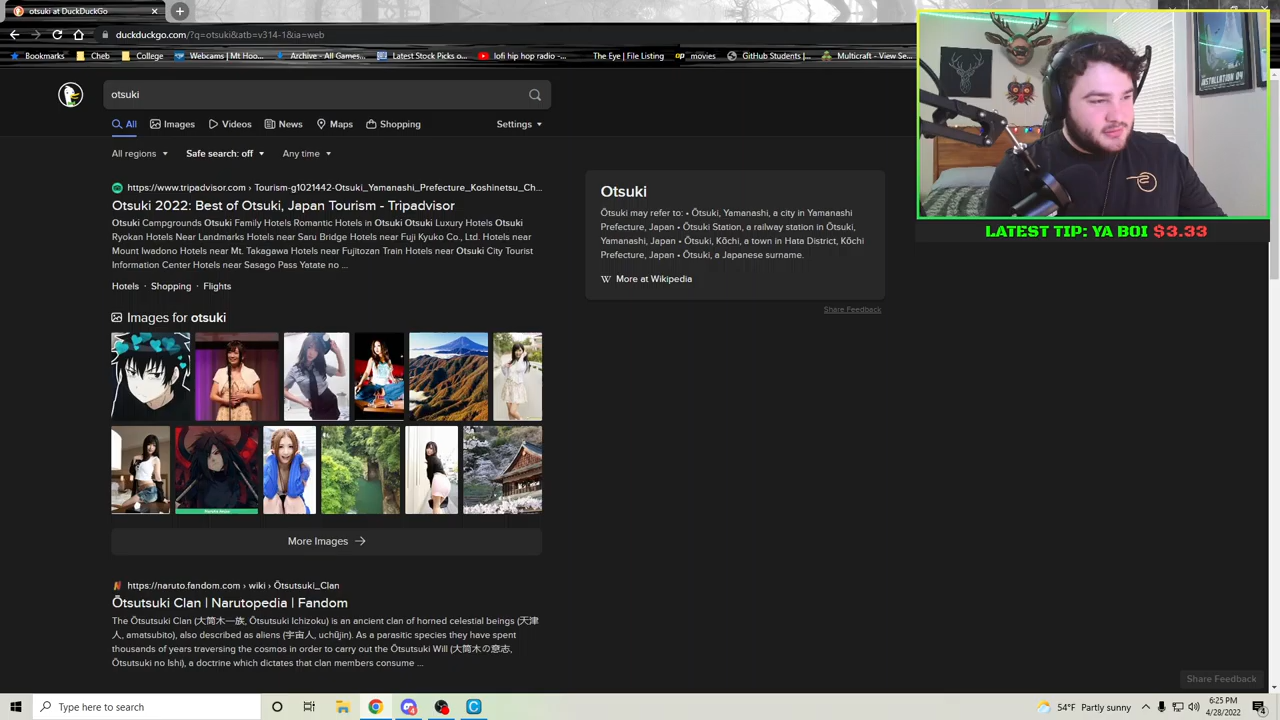 otsuki at DuckDuckGo
duckduckgo.com/?q=otsuki&atb=v314-1&ia=web
Bookmarks
Cheb
College
Webcams | Mt Hoo...
Archive - All Games...
Latest Stock Picks o...
lofi hip hop radio -...
The Eye | File Listing
op movies
GitHub Students |...
Multicraft - View Se...
otsuki
All
Images
Videos
News
Maps
Shopping
Settings
All regions
Safe search: off
Any time
https://www.tripadvisor.com › Tourism-g1021442-Otsuki_Yamanashi_Prefecture_Koshinetsu_Ch...
Otsuki 2022: Best of Otsuki, Japan Tourism - Tripadvisor
Otsuki Campgrounds Otsuki Family Hotels Romantic Hotels in Otsuki Otsuki Luxury Hotels Otsuki
Ryokan Hotels Near Landmarks Hotels near Saru Bridge Hotels near Fuji Kyuko Co., Ltd. Hotels near
Mount Iwadono Hotels near Mt. Takagawa Hotels near Fujitozan Train Hotels near Otsuki City Tourist
Information Center Hotels near Sasago Pass Yatate no ...
Hotels · Shopping · Flights
Images for otsuki
More Images
https://naruto.fandom.com › wiki › Ōtsutsuki_Clan
Ōtsutsuki Clan | Narutopedia | Fandom
The Ōtsutsuki Clan (大筒木一族, Ōtsutsuki Ichizoku) is an ancient clan of horned celestial beings (天津
人, amatsubito), also described as aliens (宇宙人, uchūjin). As a parasitic species they have spent
thousands of years traversing the cosmos in order to carry out the Ōtsutsuki Will (大筒木の意志,
Ōtsutsuki no Ishi), a doctrine which dictates that clan members consume ...
Otsuki
Ōtsuki may refer to: • Ōtsuki, Yamanashi, a city in Yamanashi
Prefecture, Japan • Ōtsuki Station, a railway station in Ōtsuki,
Yamanashi, Japan • Ōtsuki, Kōchi, a town in Hata District, Kōchi
Prefecture, Japan • Ōtsuki, a Japanese surname.
W More at Wikipedia
Share Feedback
INSTALLATION 04
LATEST TIP: YA BOI $3.33
Share Feedback
Type here to search
54°F Partly sunny
6:25 PM
4/28/2022
4